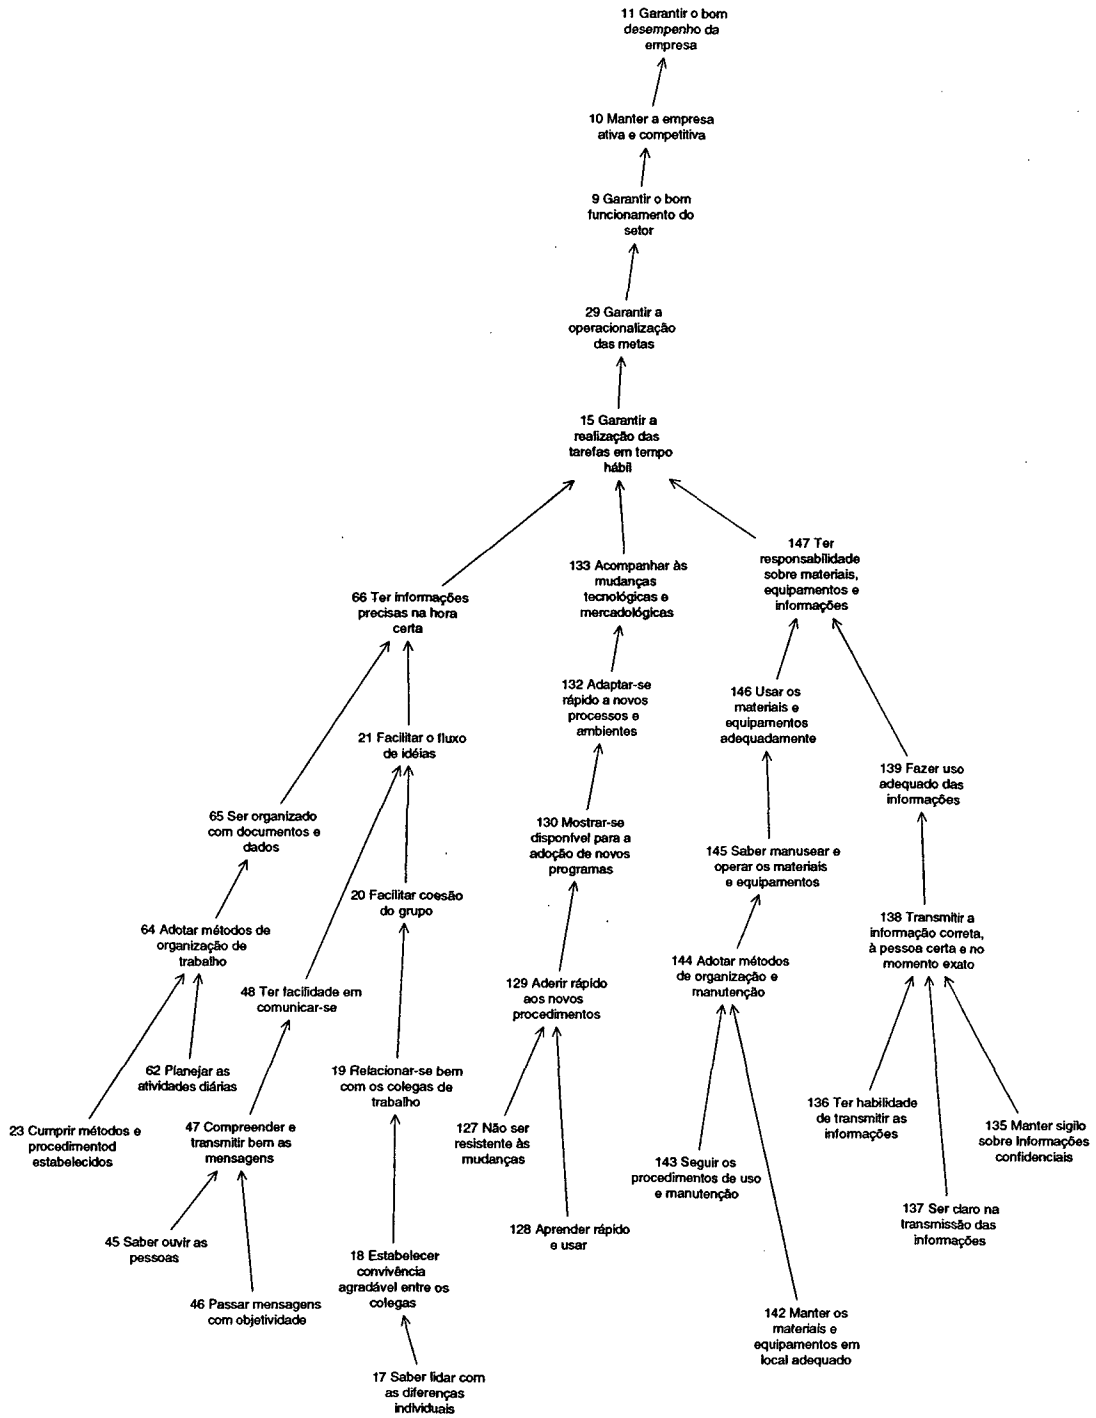 11 Garantir o bom
desempenho da
empresa
10 Manter a empresa
ativa e competitiva
9 Garantir o bom
funcionamento do
setor
29 Garantir a
operacionalização
das metas
15 Garantir a
realização das
tarefas em tempo
hábil
66 Ter informações
precisas na hora
certa
133 Acompanhar às
mudanças
tecnológicas e
mercadológicas
147 Ter
responsabilidade
sobre materiais,
equipamentos e
informações
21 Facilitar o fluxo
de idéias
132 Adaptar-se
rápido a novos
processos e
ambientes
146 Usar os
materiais e
equipamentos
adequadamente
139 Fazer uso
adequado das
informações
65 Ser organizado
com documentos e
dados
130 Mostrar-se
disponível para a
adoção de novos
programas
145 Saber manusear e
operar os materiais
e equipamentos
20 Facilitar coesão
do grupo
64 Adotar métodos de
organização de
trabalho
138 Transmitir a
informação correta,
à pessoa certa e no
momento exato
48 Ter facilidade em
comunicar-se
129 Aderir rápido
aos novos
procedimentos
144 Adotar métodos
de organização e
manutenção
62 Planejar as
atividades diárias
19 Relacionar-se bem
com os colegas de
trabalho
23 Cumprir métodos e
procedimentod
estabelecidos
47 Compreender e
transmitir bem as
mensagens
127 Não ser
resistente às
mudanças
136 Ter habilidade
de transmitir as
informações
135 Manter sigilo
sobre Informações
confidenciais
143 Seguir os
procedimentos de uso
e manutenção
137 Ser claro na
transmissão das
informações
45 Saber ouvir as
pessoas
128 Aprender rápido
e usar
18 Estabelecer
convivência
agradável entre os
colegas
46 Passar mensagens
com objetividade
142 Manter os
materiais e
equipamentos em
local adequado
17 Saber lidar com
as diferenças
individuais